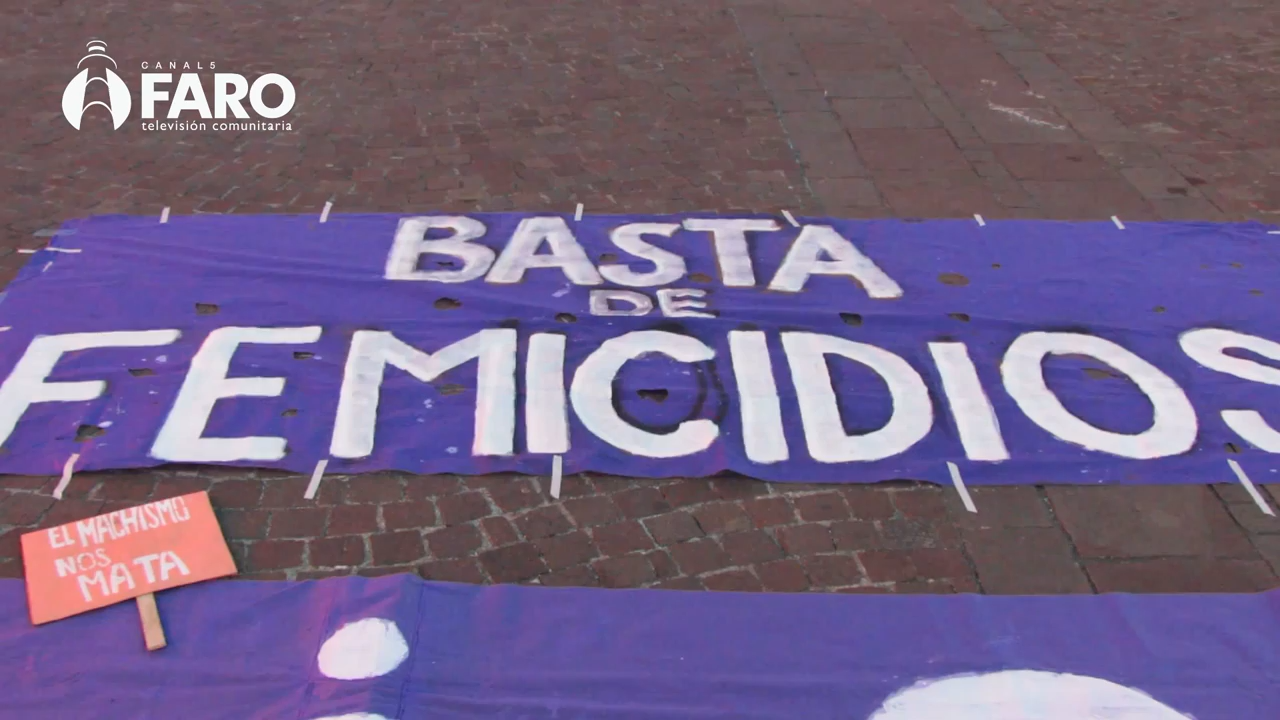 CANAL 5
FARO
televisión comunitaria
BASTA
DE
FEMICIDIOS
EL MACHISMO
NOS
MATA